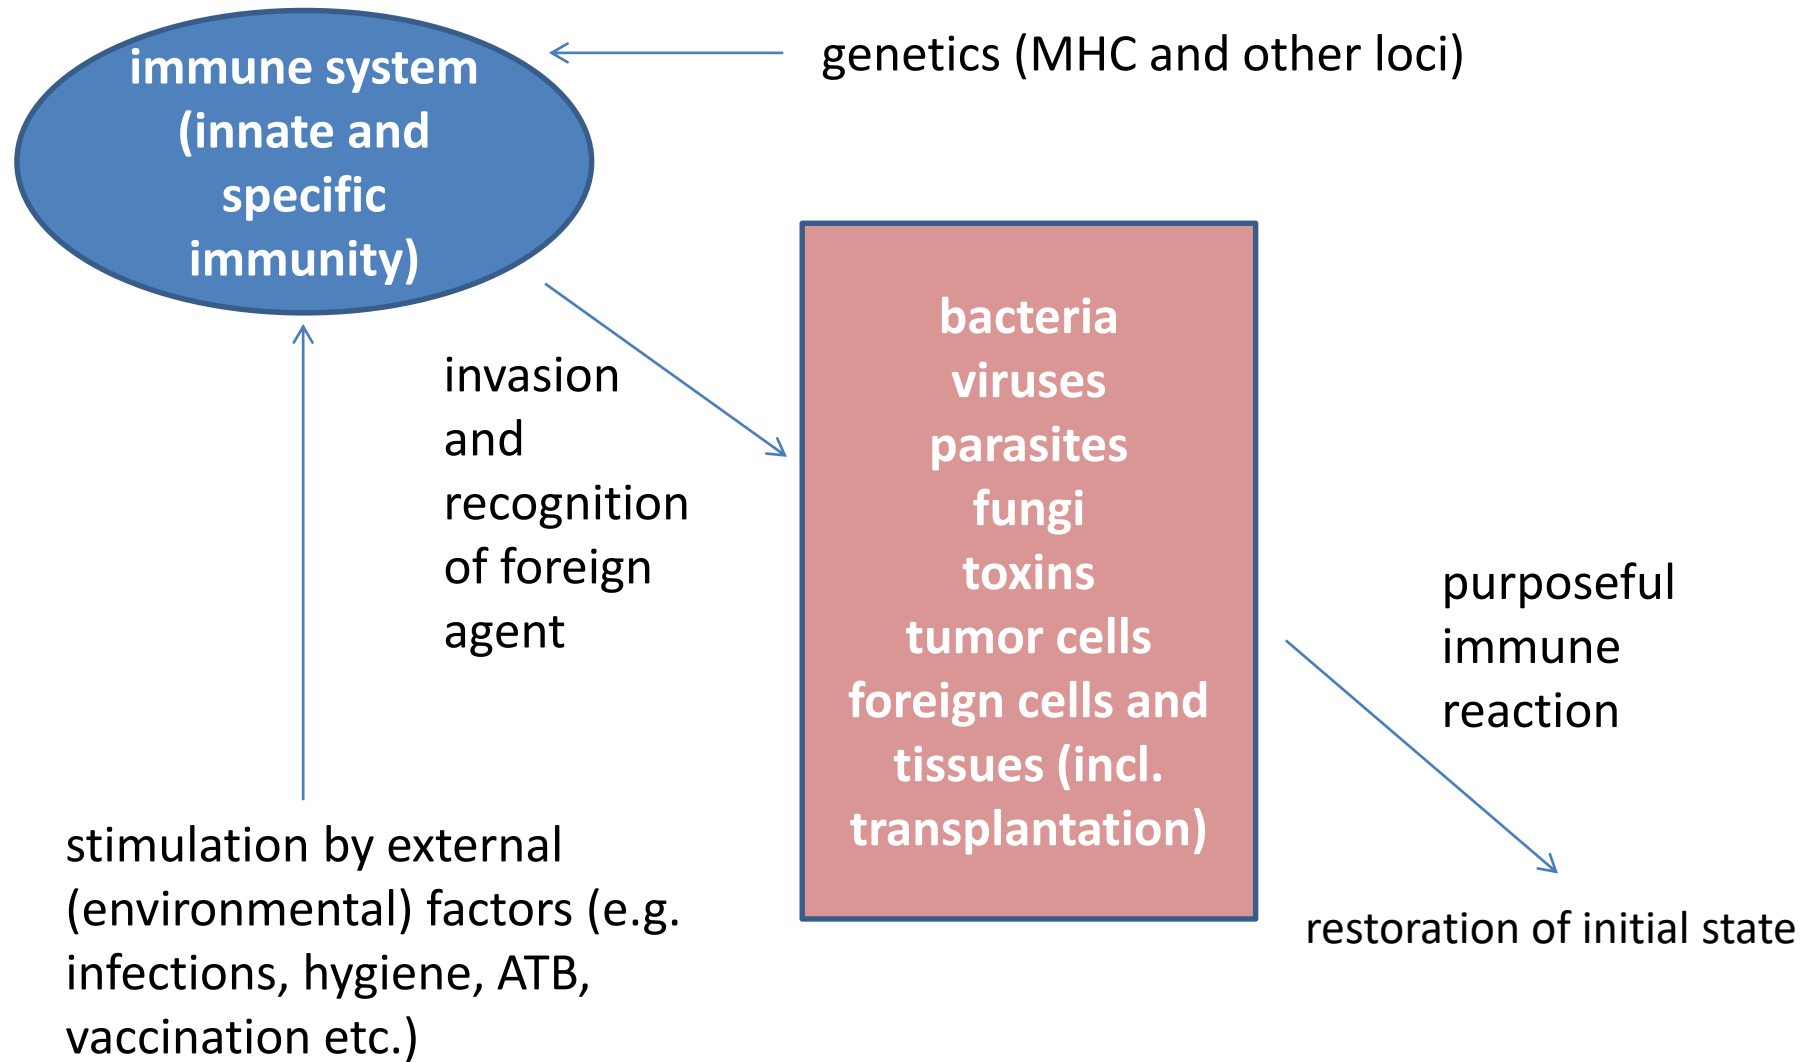 immune system
(innate and
specific
immunity)
genetics (MHC and other loci)
invasion
and
recognition
of foreign
agent
bacteria
viruses
parasites
fungi
toxins
tumor cells
foreign cells and
tissues (incl.
transplantation)
purposeful
immune
reaction
restoration of initial state
stimulation by external
(environmental) factors (e.g.
infections, hygiene, ATB,
vaccination etc.)